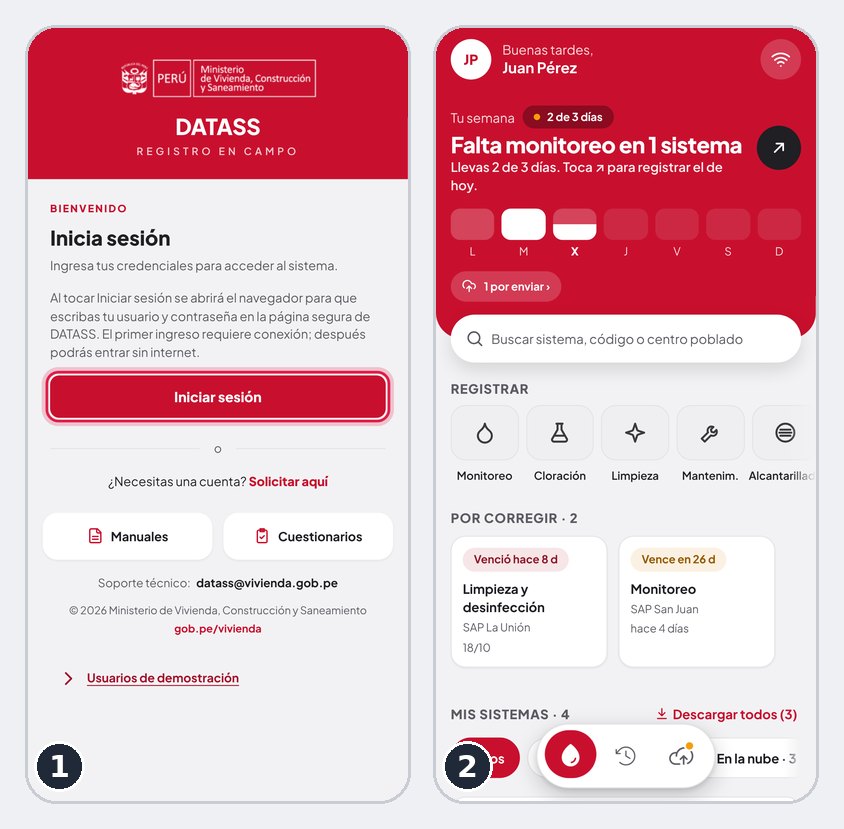 PERÚ
Ministerio
de Vivienda, Construcción
y Saneamiento
DATASS
REGISTRO EN CAMPO
BIENVENIDO
Inicia sesión
Ingresa tus credenciales para acceder al sistema.
Al tocar Iniciar sesión se abrirá el navegador para que
escribas tu usuario y contraseña en la página segura de
DATASS. El primer ingreso requiere conexión; después
podrás entrar sin internet.
Iniciar sesión
o
¿Necesitas una cuenta? Solicitar aquí
Manuales
Cuestionarios
Soporte técnico: datass@vivienda.gob.pe
© 2026 Ministerio de Vivienda, Construcción y Saneamiento
gob.pe/vivienda
Usuarios de demostración
1
JP
Buenas tardes,
Juan Pérez
Tu semana
2 de 3 días
Falta monitoreo en 1 sistema
Llevas 2 de 3 días. Toca ↗ para registrar el de
hoy.
L M X J V S D
1 por enviar ›
Buscar sistema, código o centro poblado
REGISTRAR
Monitoreo
Cloración
Limpieza
Mantenim.
Alcantarillad
POR CORREGIR · 2
Venció hace 8 d
Limpieza y
desinfección
SAP La Unión
18/10
Vence en 26 d
Monitoreo
SAP San Juan
hace 4 días
MIS SISTEMAS · 4
Descargar todos (3)
os
En la nube · 3
2